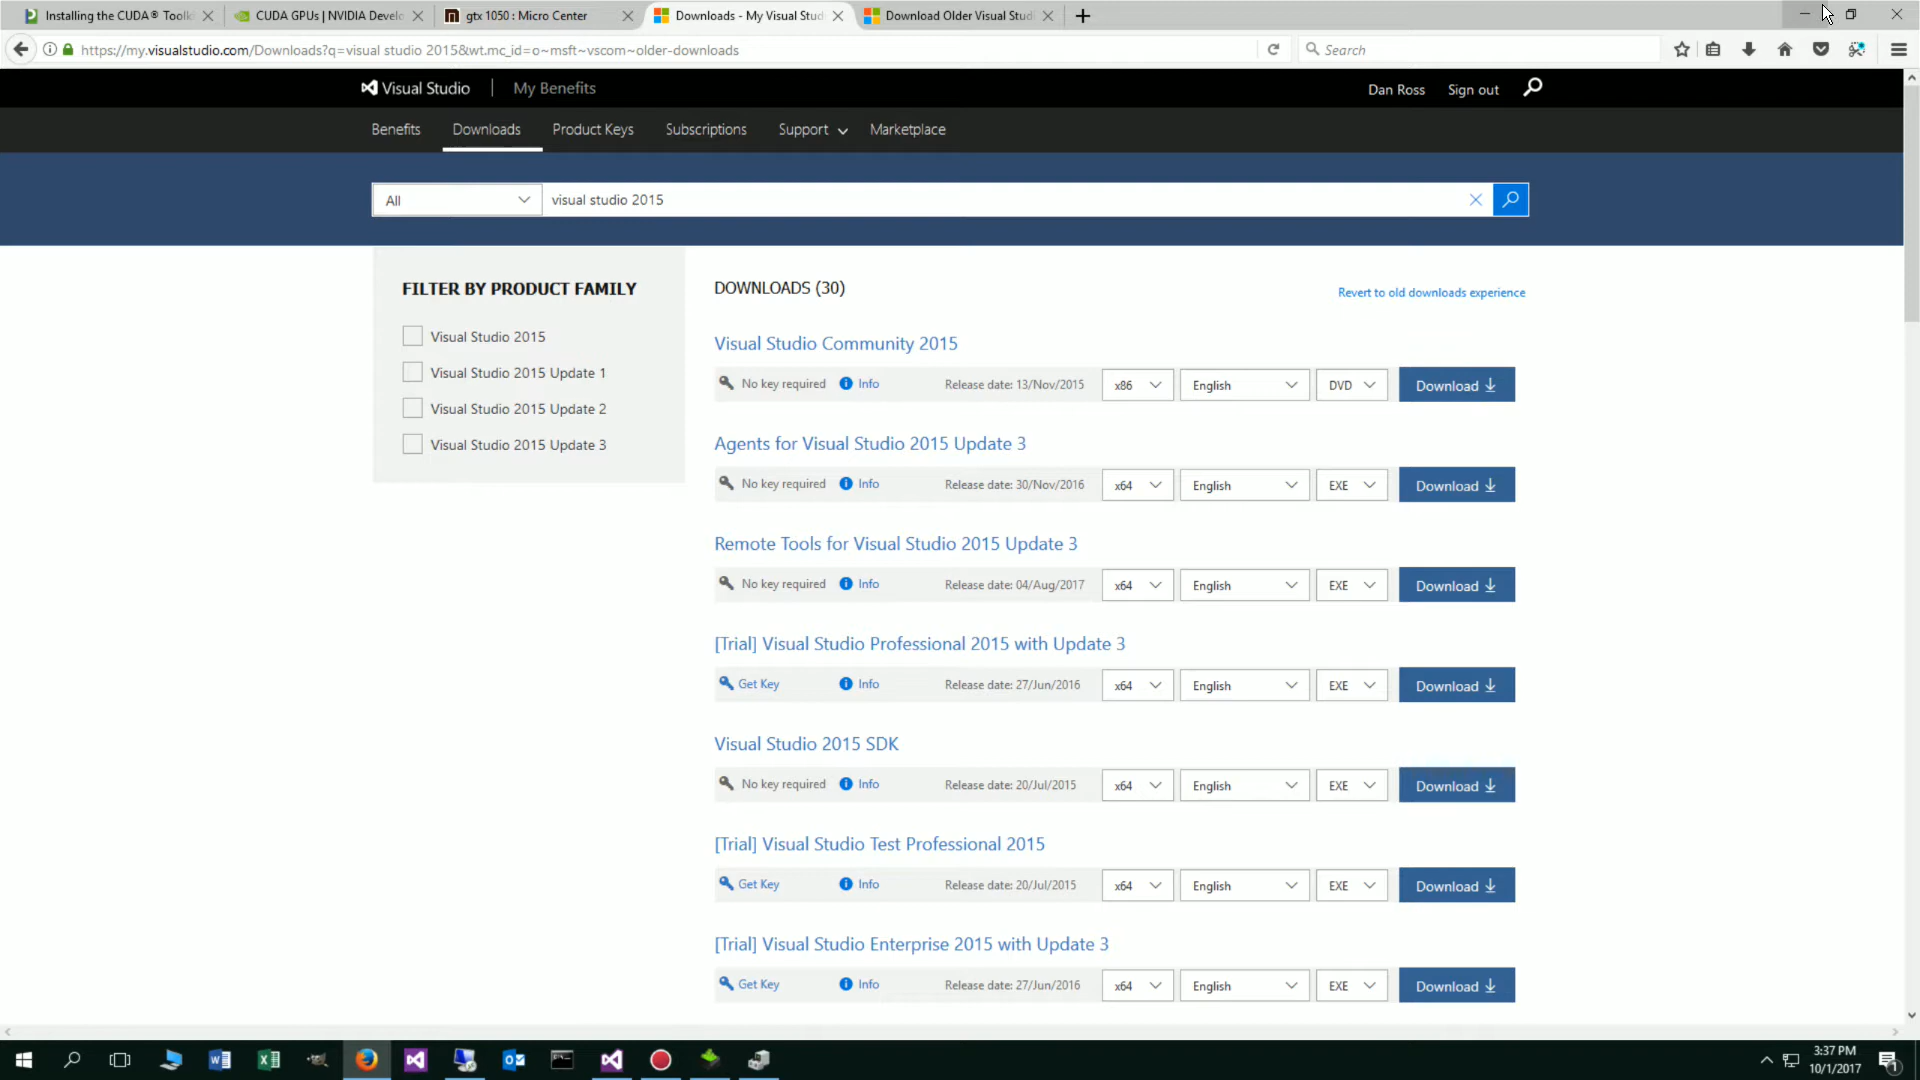 Installing the CUDA® Toolk
CUDA GPUs | NVIDIA Develo
gtx 1050 : Micro Center
Downloads - My Visual Stud
Download Older Visual Stud
https://my.visualstudio.com/Downloads?q=visual studio 2015&wt.mc_id=o~msft~vscom~older-downloads
Search
Visual Studio
My Benefits
Dan Ross
Sign out
Benefits
Downloads
Product Keys
Subscriptions
Support
Marketplace
All
visual studio 2015
FILTER BY PRODUCT FAMILY
Visual Studio 2015
Visual Studio 2015 Update 1
Visual Studio 2015 Update 2
Visual Studio 2015 Update 3
DOWNLOADS (30)
Revert to old downloads experience
Visual Studio Community 2015
No key required Info Release date: 13/Nov/2015 x86 English DVD Download
Agents for Visual Studio 2015 Update 3
No key required Info Release date: 30/Nov/2016 x64 English EXE Download
Remote Tools for Visual Studio 2015 Update 3
No key required Info Release date: 04/Aug/2017 x64 English EXE Download
[Trial] Visual Studio Professional 2015 with Update 3
Get Key Info Release date: 27/Jun/2016 x64 English EXE Download
Visual Studio 2015 SDK
No key required Info Release date: 20/Jul/2015 x64 English EXE Download
[Trial] Visual Studio Test Professional 2015
Get Key Info Release date: 20/Jul/2015 x64 English EXE Download
[Trial] Visual Studio Enterprise 2015 with Update 3
Get Key Info Release date: 27/Jun/2016 x64 English EXE Download
3:37 PM
10/1/2017
1